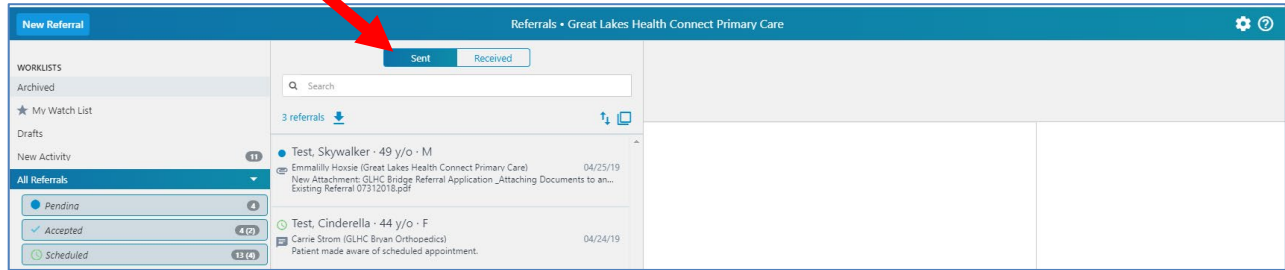 New Referral
Referrals • Great Lakes Health Connect Primary Care
WORKLISTS
Archived
My Watch List
Drafts
New Activity 11
All Referrals
Pending 4
Accepted 4 (2)
Scheduled 13 (4)
Sent Received
Search
3 referrals
Test, Skywalker · 49 y/o · M
Emmalilly Hoxsie (Great Lakes Health Connect Primary Care) 04/25/19
New Attachment: GLHC Bridge Referral Application _Attaching Documents to an...
Existing Referral 07312018.pdf
Test, Cinderella · 44 y/o · F
Carrie Strom (GLHC Bryan Orthopedics) 04/24/19
Patient made aware of scheduled appointment.